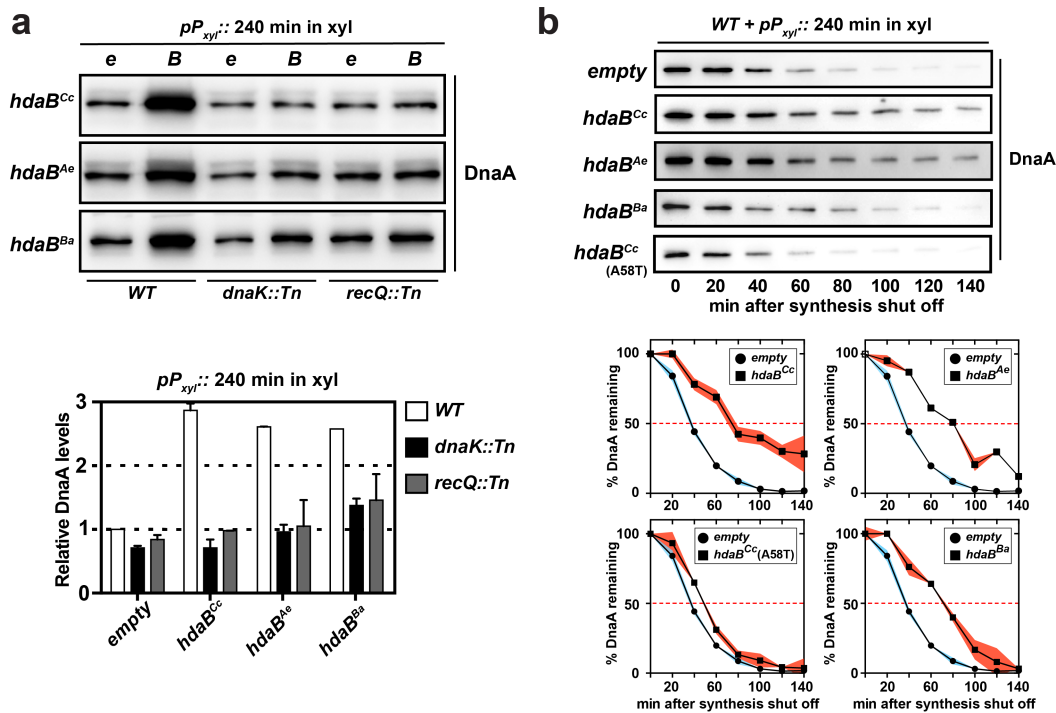 a
pPxyl:: 240 min in xyl
e B e B e B
hdaBCc
hdaBAe
hdaBBa
DnaA
WT dnaK::Tn recQ::Tn
pPxyl:: 240 min in xyl
Relative DnaA levels
3
2
1
0
empty hdaBCc hdaBAe hdaBBa
WT
dnaK::Tn
recQ::Tn
b
WT + pPxyl:: 240 min in xyl
empty
hdaBCc
hdaBAe
hdaBBa
hdaBCc
(A58T)
DnaA
0 20 40 60 80 100 120 140
min after synthesis shut off
% DnaA remaining
100
50
0
empty
hdaBCc
20 60 100 140
% DnaA remaining
100
50
0
empty
hdaBAe
20 60 100 140
% DnaA remaining
100
50
0
empty
hdaBCc(A58T)
20 60 100 140
min after synthesis shut off
% DnaA remaining
100
50
0
empty
hdaBBa
20 60 100 140
min after synthesis shut off